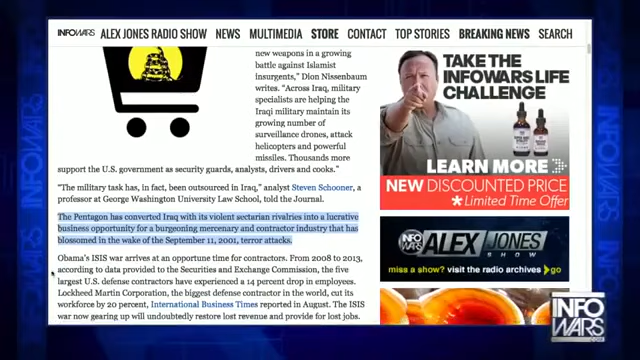 INFOWARS ALEX JONES RADIO SHOW NEWS MULTIMEDIA STORE CONTACT TOP STORIES BREAKING NEWS SEARCH
new weapons in a growing
battle against Islamist
insurgents,” Dion Nissenbaum
writes. “Across Iraq, military
specialists are helping the
Iraqi military maintain its
growing number of
surveillance drones, attack
helicopters and powerful
missiles. Thousands more
support the U.S. government as security guards, analysts, drivers and cooks.”
“The military task has, in fact, been outsourced in Iraq,” analyst Steven Schooner, a
professor at George Washington University Law School, told the Journal.
The Pentagon has converted Iraq with its violent sectarian rivalries into a lucrative
business opportunity for a burgeoning mercenary and contractor industry that has
blossomed in the wake of the September 11, 2001, terror attacks.
Obama’s ISIS war arrives at an opportune time for contractors. From 2008 to 2013,
according to data provided to the Securities and Exchange Commission, the five
largest U.S. defense contractors have experienced a 14 percent drop in employees.
Lockheed Martin Corporation, the biggest defense contractor in the world, cut its
workforce by 20 percent, International Business Times reported in August. The ISIS
war now gearing up will undoubtedly restore lost revenue and provide for lost jobs.
TAKE THE
INFOWARS LIFE
CHALLENGE
LEARN MORE
NEW DISCOUNTED PRICE
*Limited Time Offer
ALEX JONES
SHOW
miss a show? visit the radio archives go
INFO
WARS
.COM
INFOWARS